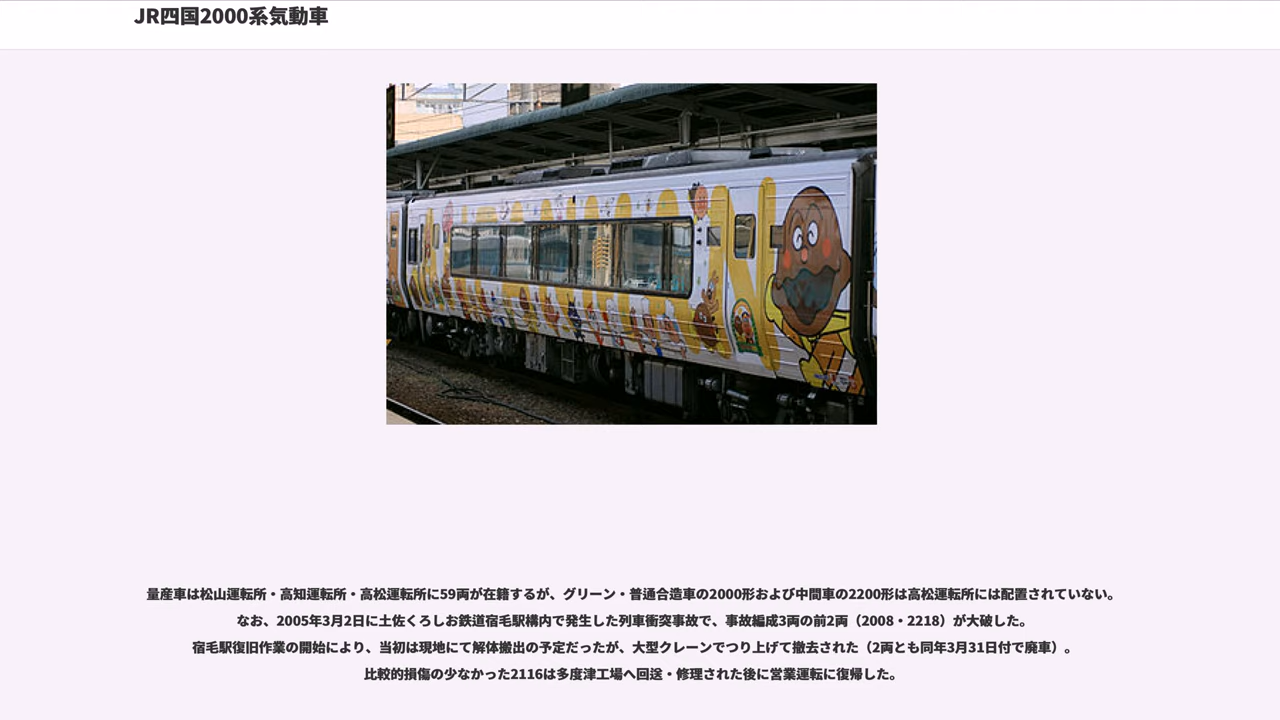 JR四国2000系気動車
量産車は松山運転所・高知運転所・高松運転所に59両が在籍するが、グリーン・普通合造車の2000形および中間車の2200形は高松運転所には配置されていない。
なお、2005年3月2日に土佐くろしお鉄道宿毛駅構内で発生した列車衝突事故で、事故編成3両の前2両（2008・2218）が大破した。
宿毛駅復旧作業の開始により、当初は現地にて解体搬出の予定だったが、大型クレーンでつり上げて撤去された（2両とも同年3月31日付で廃車）。
比較的損傷の少なかった2116は多度津工場へ回送・修理された後に営業運転に復帰した。